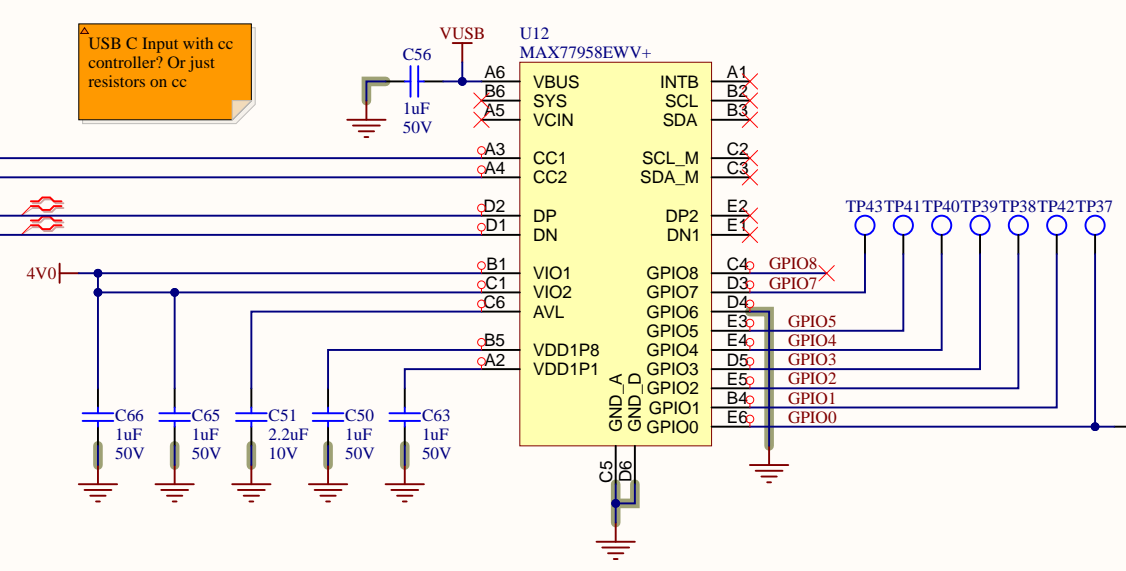 USB C Input with cc
controller? Or just
resistors on cc
VUSB
C56
1uF
50V
U12
MAX77958EWV+
A6 VBUS
B6 SYS
A5 VCIN
A3 CC1
A4 CC2
D2 DP
D1 DN
4V0
B1 VIO1
C1 VIO2
C6 AVL
B5 VDD1P8
A2 VDD1P1
INTB A1
SCL B2
SDA B3
SCL_M C2
SDA_M C3
DP2 E2
DN1 E1
GPIO8 C4 GPIO8
GPIO7 D3 GPIO7
GPIO6 D4
GPIO5 E3 GPIO5
GPIO4 E4 GPIO4
GPIO3 D5 GPIO3
GPIO2 E5 GPIO2
GPIO1 B4 GPIO1
GPIO0 E6 GPIO0
GND_A C5
GND_D D6
TP43 TP41 TP40 TP39 TP38 TP42 TP37
C66
1uF
50V
C65
1uF
50V
C51
2.2uF
10V
C50
1uF
50V
C63
1uF
50V